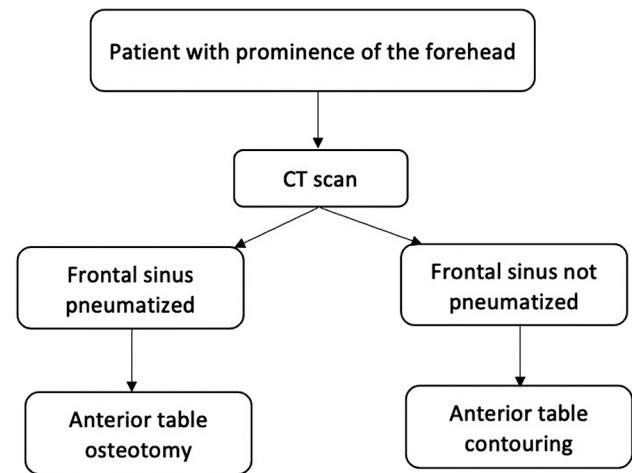 Patient with prominence of the forehead
CT scan
Frontal sinus
pneumatized
Frontal sinus not
pneumatized
Anterior table
osteotomy
Anterior table
contouring